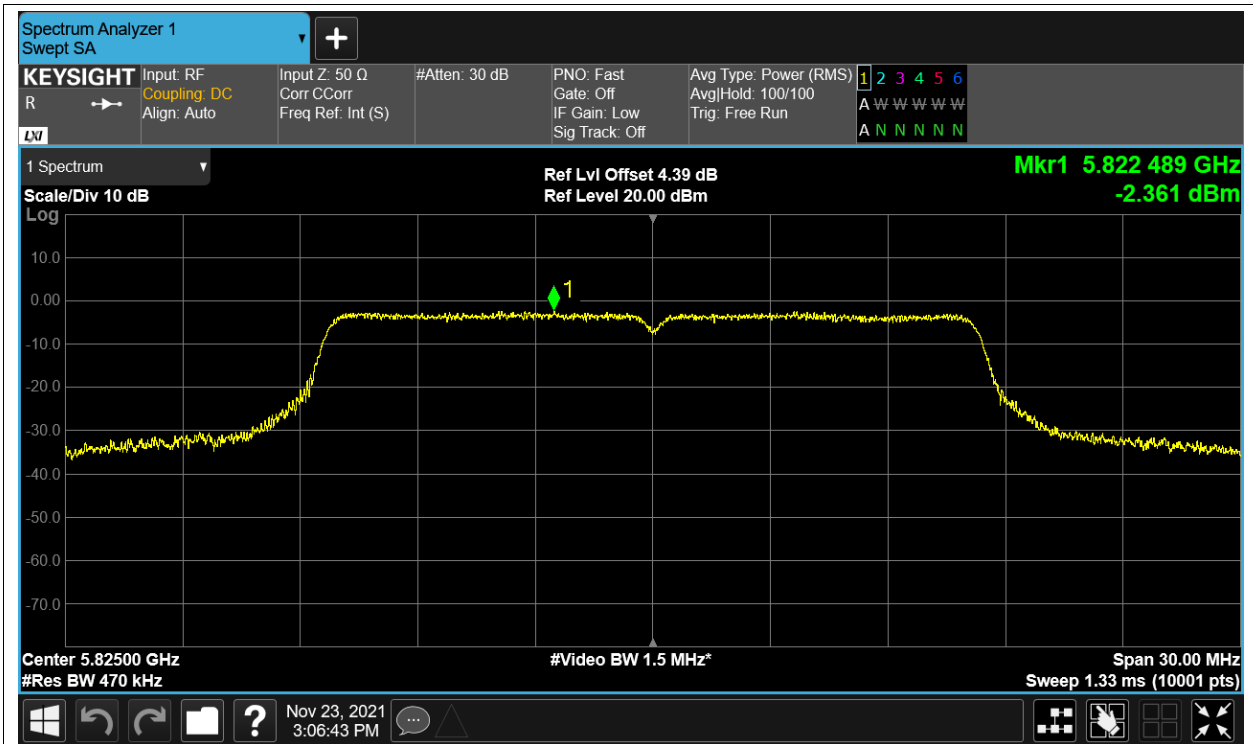 Spectrum Analyzer 1
Swept SA
KEYSIGHT
R
LXI
Input: RF
Coupling: DC
Align: Auto
Input Z: 50 Ω
Corr CCorr
Freq Ref: Int (S)
#Atten: 30 dB
PNO: Fast
Gate: Off
IF Gain: Low
Sig Track: Off
Avg Type: Power (RMS)
Avg|Hold: 100/100
Trig: Free Run
1 2 3 4 5 6
A W W W W W
A N N N N N
1 Spectrum
Scale/Div 10 dB
Log
Ref Lvl Offset 4.39 dB
Ref Level 20.00 dBm
Mkr1 5.822 489 GHz
-2.361 dBm
10.0
0.00
-10.0
-20.0
-30.0
-40.0
-50.0
-60.0
-70.0
1
Center 5.82500 GHz
#Res BW 470 kHz
#Video BW 1.5 MHz*
Span 30.00 MHz
Sweep 1.33 ms (10001 pts)
?
Nov 23, 2021
3:06:43 PM